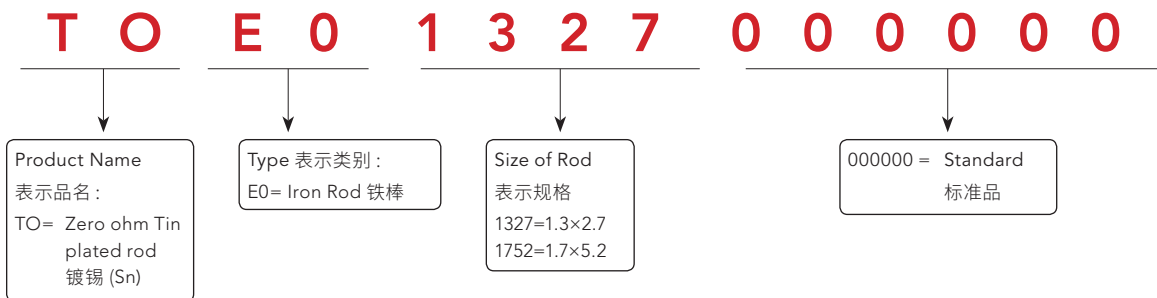 T O E 0 1 3 2 7 0 0 0 0 0 0
Product Name
表示品名 :
TO= Zero ohm Tin
plated rod
镀锡 (Sn)
Type 表示类别 :
E0= Iron Rod 铁棒
Size of Rod
表示规格
1327=1.3×2.7
1752=1.7×5.2
000000 = Standard
标准品